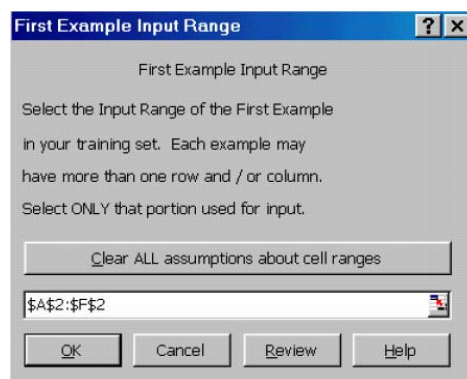 First Example Input Range
First Example Input Range
Select the Input Range of the First Example
in your training set. Each example may
have more than one row and / or column.
Select ONLY that portion used for input.
Clear ALL assumptions about cell ranges
$A$2:$F$2
OK Cancel Review Help